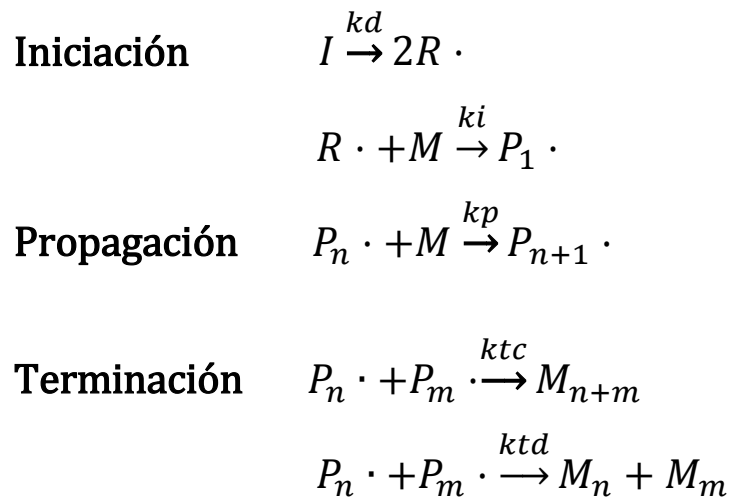 Iniciación I kd→ 2R ·
R · +M ki→ P₁ ·
Propagación Pₙ · +M kp→ Pₙ₊₁ ·
Terminación Pₙ · +Pₘ · ktc→ Mₙ₊ₘ
Pₙ · +Pₘ · ktd→ Mₙ + Mₘ